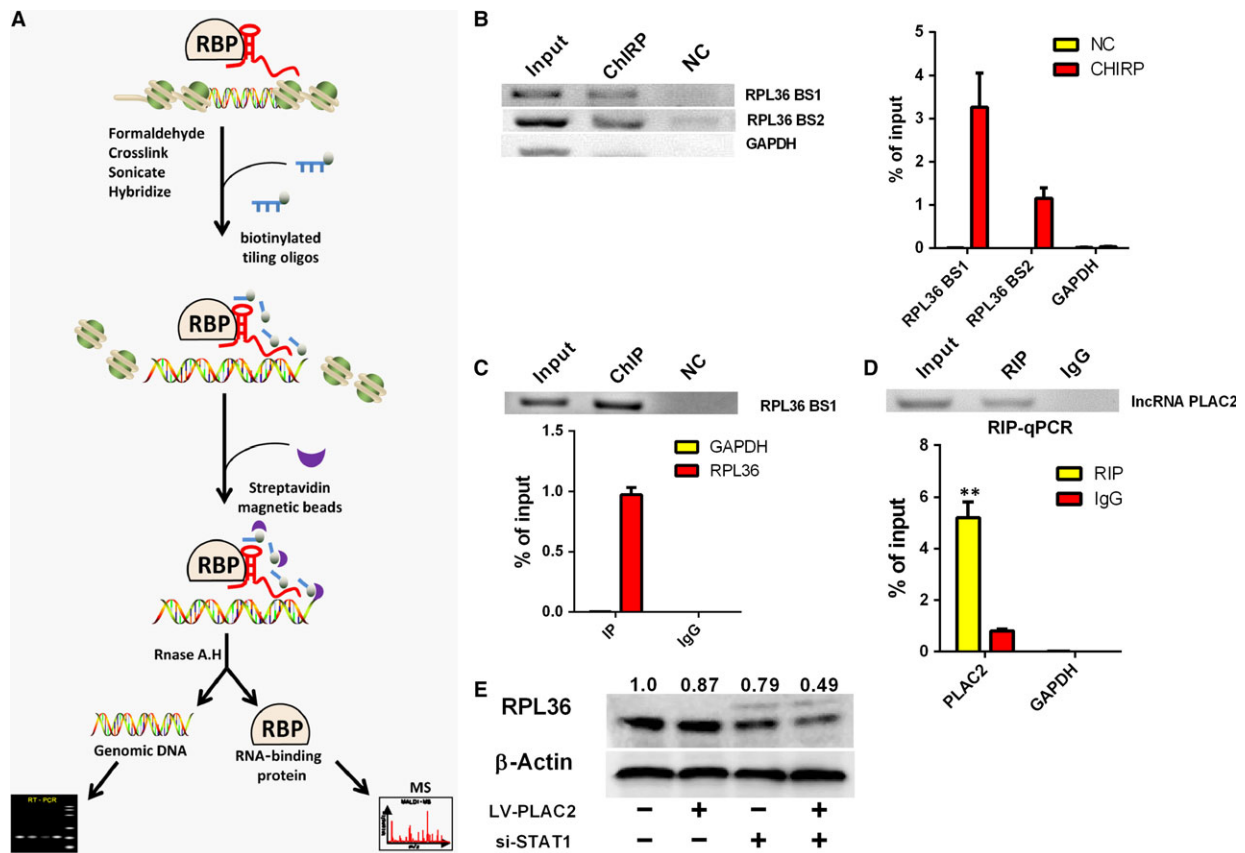 A
RBP
Formaldehyde
Crosslink
Sonicate
Hybridize
biotinylated
tiling oligos
RBP
Streptavidin
magnetic beads
RBP
Rnase A.H
Genomic DNA
RBP
RNA-binding
protein
RT - PCR
MS
MALDI-MS
B
Input ChIRP NC
RPL36 BS1
RPL36 BS2
GAPDH
% of input
5
4
3
2
1
0
NC
CHIRP
RPL36 BS1
RPL36 BS2
GAPDH
C
Input ChIP NC
RPL36 BS1
% of input
1.5
1.0
0.5
0.0
GAPDH
RPL36
IP
IgG
D
Input RIP IgG
lncRNA PLAC2
RIP-qPCR
% of input
8
6
4
2
0
**
RIP
IgG
PLAC2
GAPDH
E
1.0 0.87 0.79 0.49
RPL36
β-Actin
LV-PLAC2 − + − +
si-STAT1 − − + +